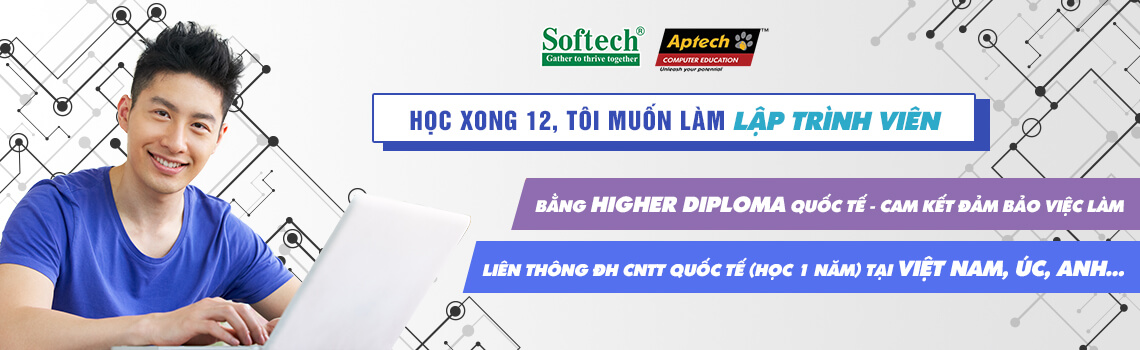 Softech®
Gather to thrive together
Aptech™
COMPUTER EDUCATION
Unleash your potential
HỌC XONG 12, TÔI MUỐN LÀM LẬP TRÌNH VIÊN
BẰNG HIGHER DIPLOMA QUỐC TẾ - CAM KẾT ĐẢM BẢO VIỆC LÀM
LIÊN THÔNG ĐH CNTT QUỐC TẾ (HỌC 1 NĂM) TẠI VIỆT NAM, ÚC, ANH...